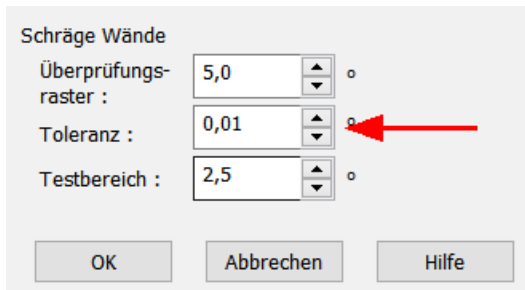 Schräge Wände
Überprüfungs-
raster :
5,0 °
Toleranz :
0,01 °
Testbereich :
2,5 °
OK Abbrechen Hilfe